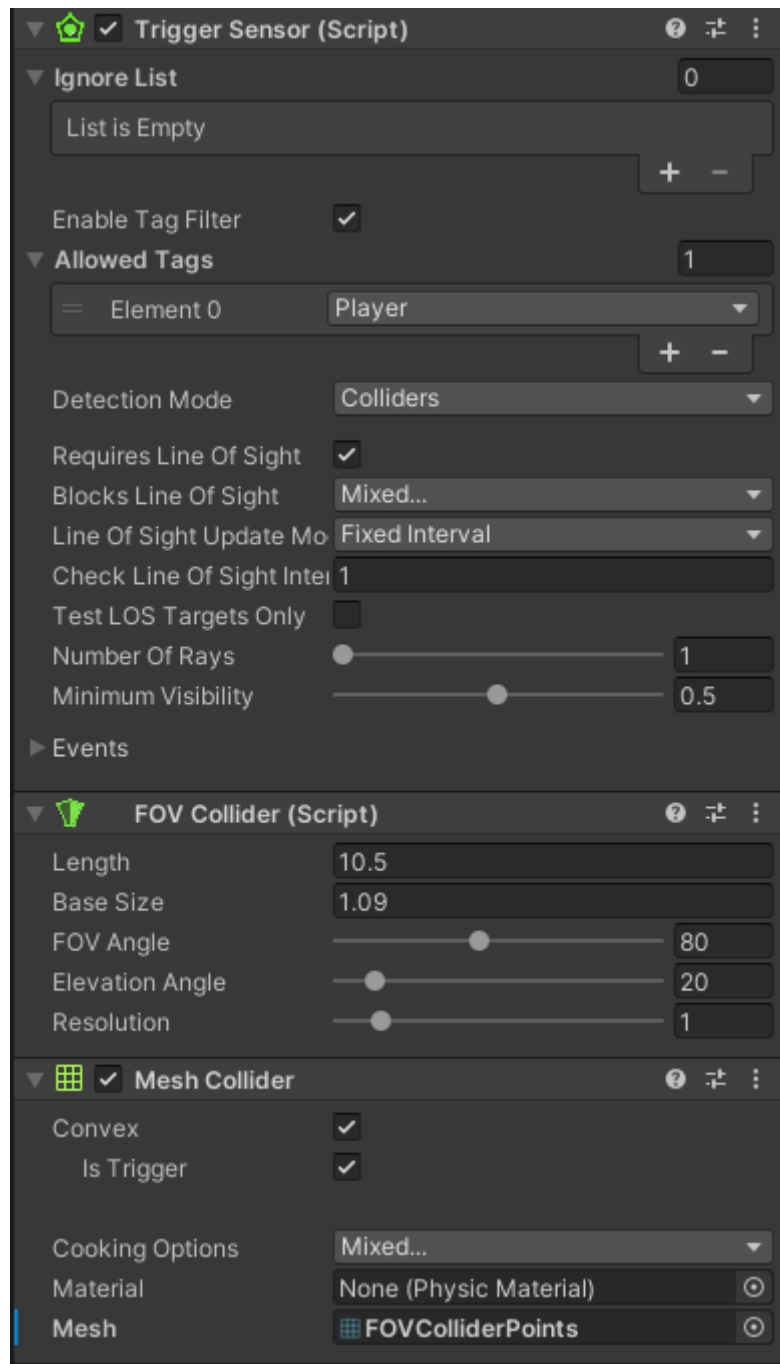 Trigger Sensor (Script)
Ignore List 0
List is Empty
+ −
Enable Tag Filter
Allowed Tags 1
Element 0 Player
+ −
Detection Mode Colliders
Requires Line Of Sight
Blocks Line Of Sight Mixed...
Line Of Sight Update Mo Fixed Interval
Check Line Of Sight Inter 1
Test LOS Targets Only
Number Of Rays 1
Minimum Visibility 0.5
Events
FOV Collider (Script)
Length 10.5
Base Size 1.09
FOV Angle 80
Elevation Angle 20
Resolution 1
Mesh Collider
Convex
Is Trigger
Cooking Options Mixed...
Material None (Physic Material)
Mesh FOVColliderPoints